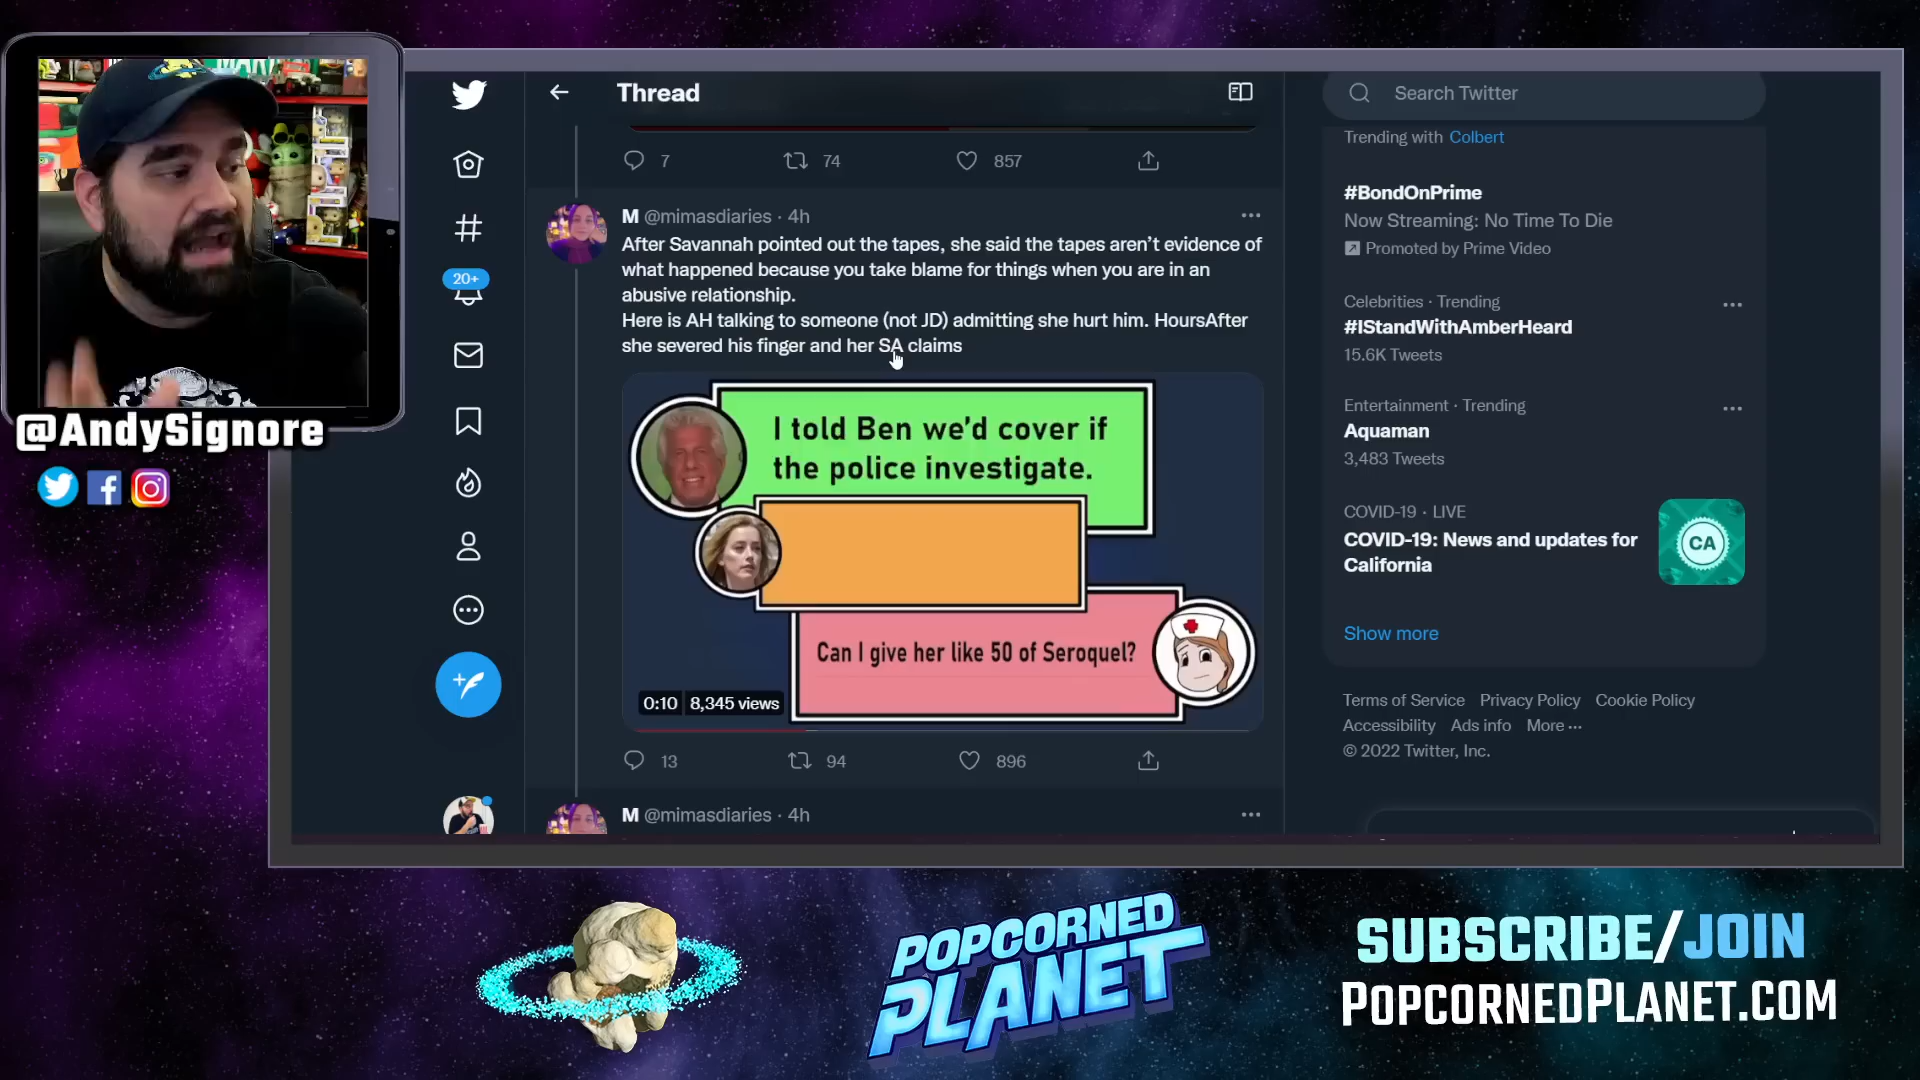 Thread
Search Twitter
7
74
857
M @mimasdiaries · 4h
After Savannah pointed out the tapes, she said the tapes aren't evidence of
what happened because you take blame for things when you are in an
abusive relationship.
Here is AH talking to someone (not JD) admitting she hurt him. HoursAfter
she severed his finger and her SA claims
I told Ben we'd cover if
the police investigate.
Can I give her like 50 of Seroquel?
0:10
8,345 views
13
94
896
M @mimasdiaries · 4h
20+
Trending with Colbert
#BondOnPrime
Now Streaming: No Time To Die
Promoted by Prime Video
Celebrities · Trending
#IStandWithAmberHeard
15.6K Tweets
Entertainment · Trending
Aquaman
3,483 Tweets
COVID-19 · LIVE
COVID-19: News and updates for
California
CA
Show more
Terms of Service Privacy Policy Cookie Policy
Accessibility Ads info More ···
© 2022 Twitter, Inc.
@AndySignore
POPCORNED
PLANET
SUBSCRIBE/JOIN
POPCORNEDPLANET.COM